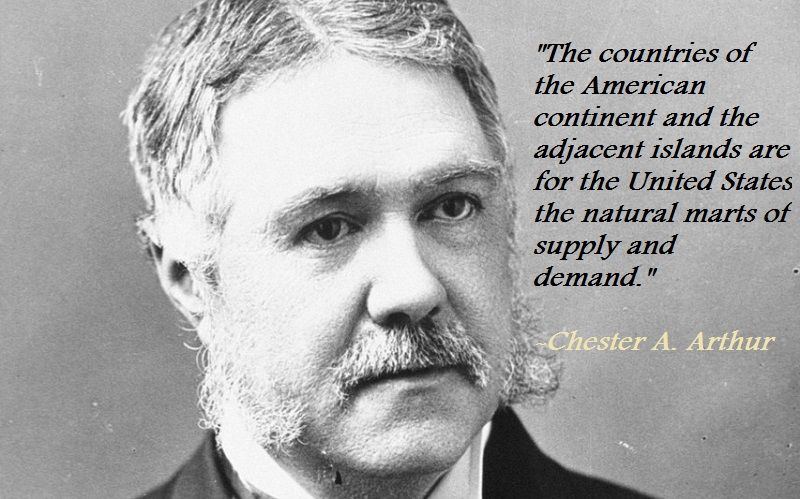 "The countries of
the American
continent and the
adjacent islands are
for the United States
the natural marts of
supply and
demand."
-Chester A. Arthur